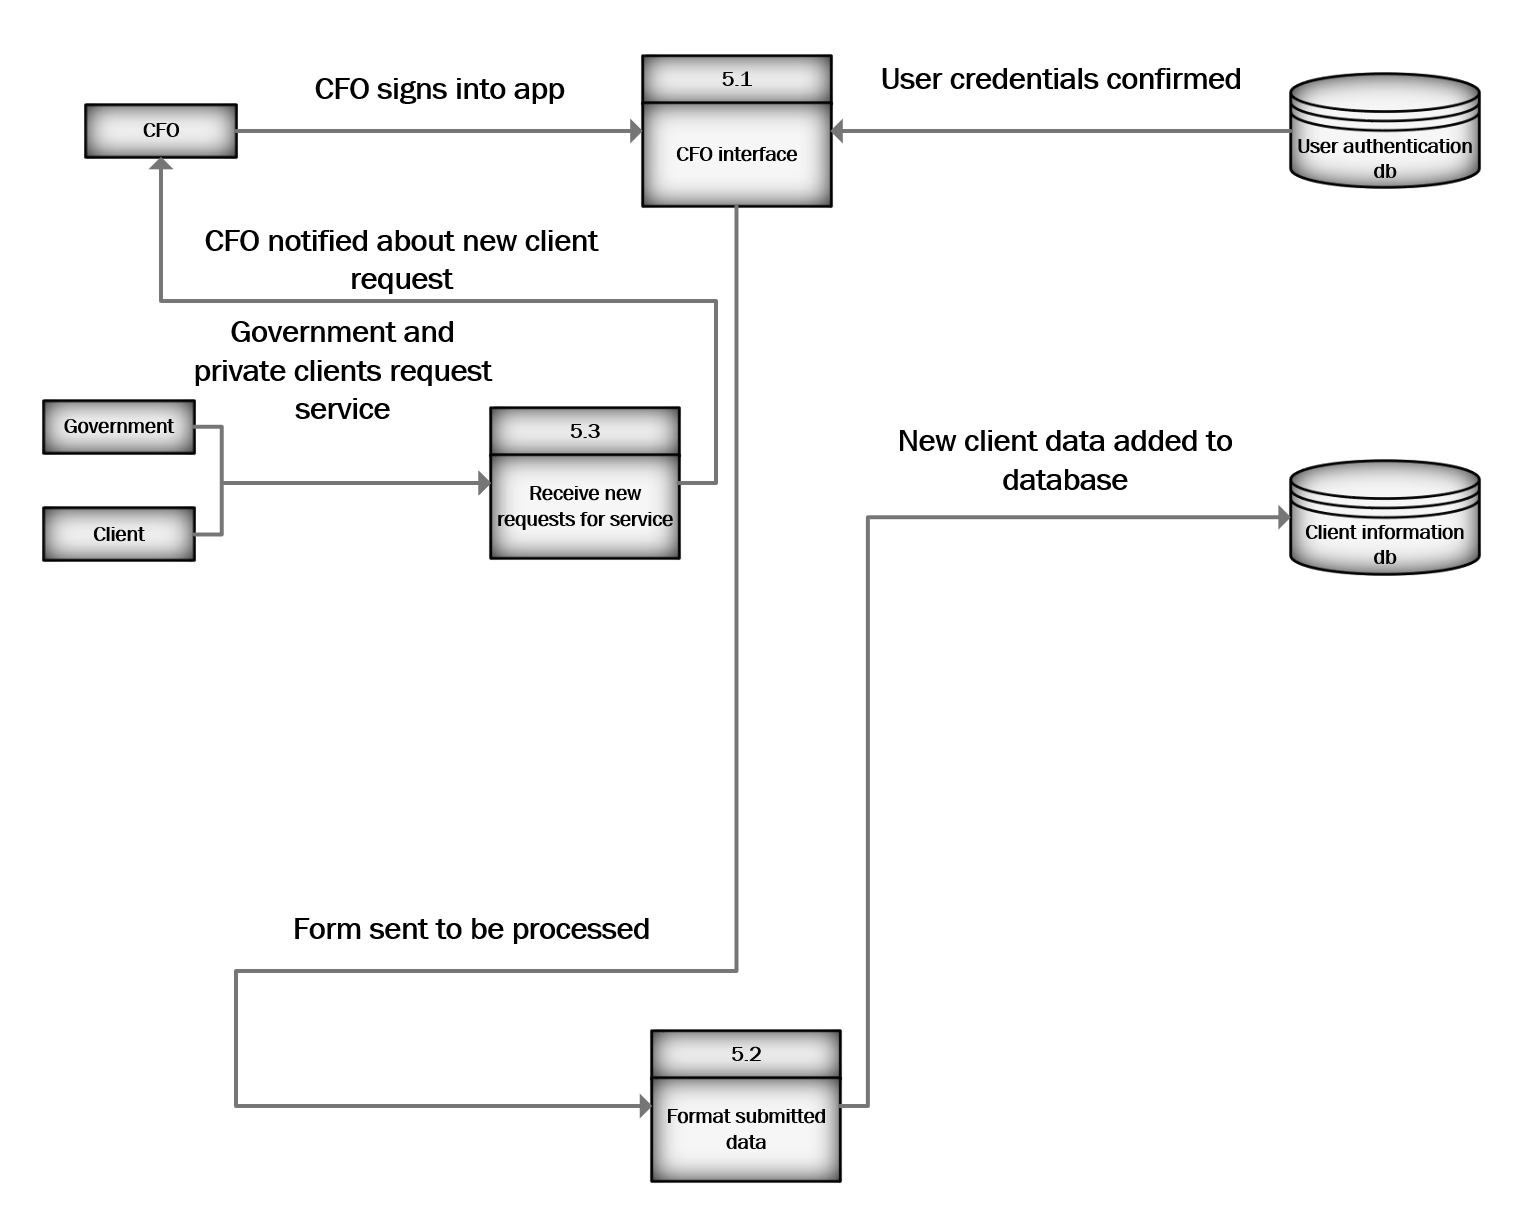 CFO signs into app
5.1
User credentials confirmed
CFO
CFO interface
User authentication
db
CFO notified about new client
request
Government and
private clients request
service
Government
5.3
Receive new
requests for service
Client
New client data added to
database
Client information
db
Form sent to be processed
5.2
Format submitted
data